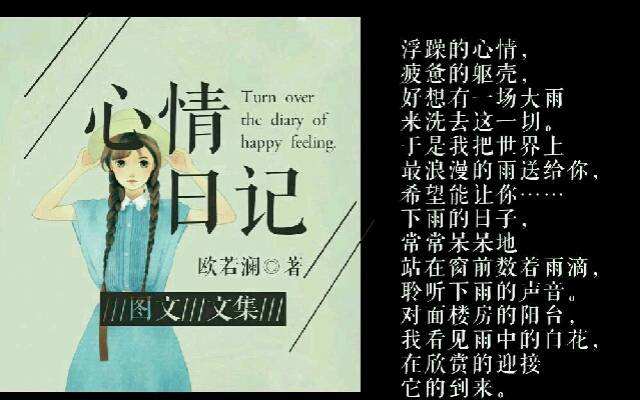 心情
日记
Turn over
the diary of
happy feeling.
欧若澜◎著
///图文///文集///
浮躁的心情，
疲惫的躯壳，
好想有一场大雨
来洗去这一切。
于是我把世界上
最浪漫的雨送给你，
希望能让你……
下雨的日子，
常常呆呆地
站在窗前数着雨滴，
聆听下雨的声音。
对面楼房的阳台，
我看见雨中的白花，
在欣赏的迎接
它的到来。